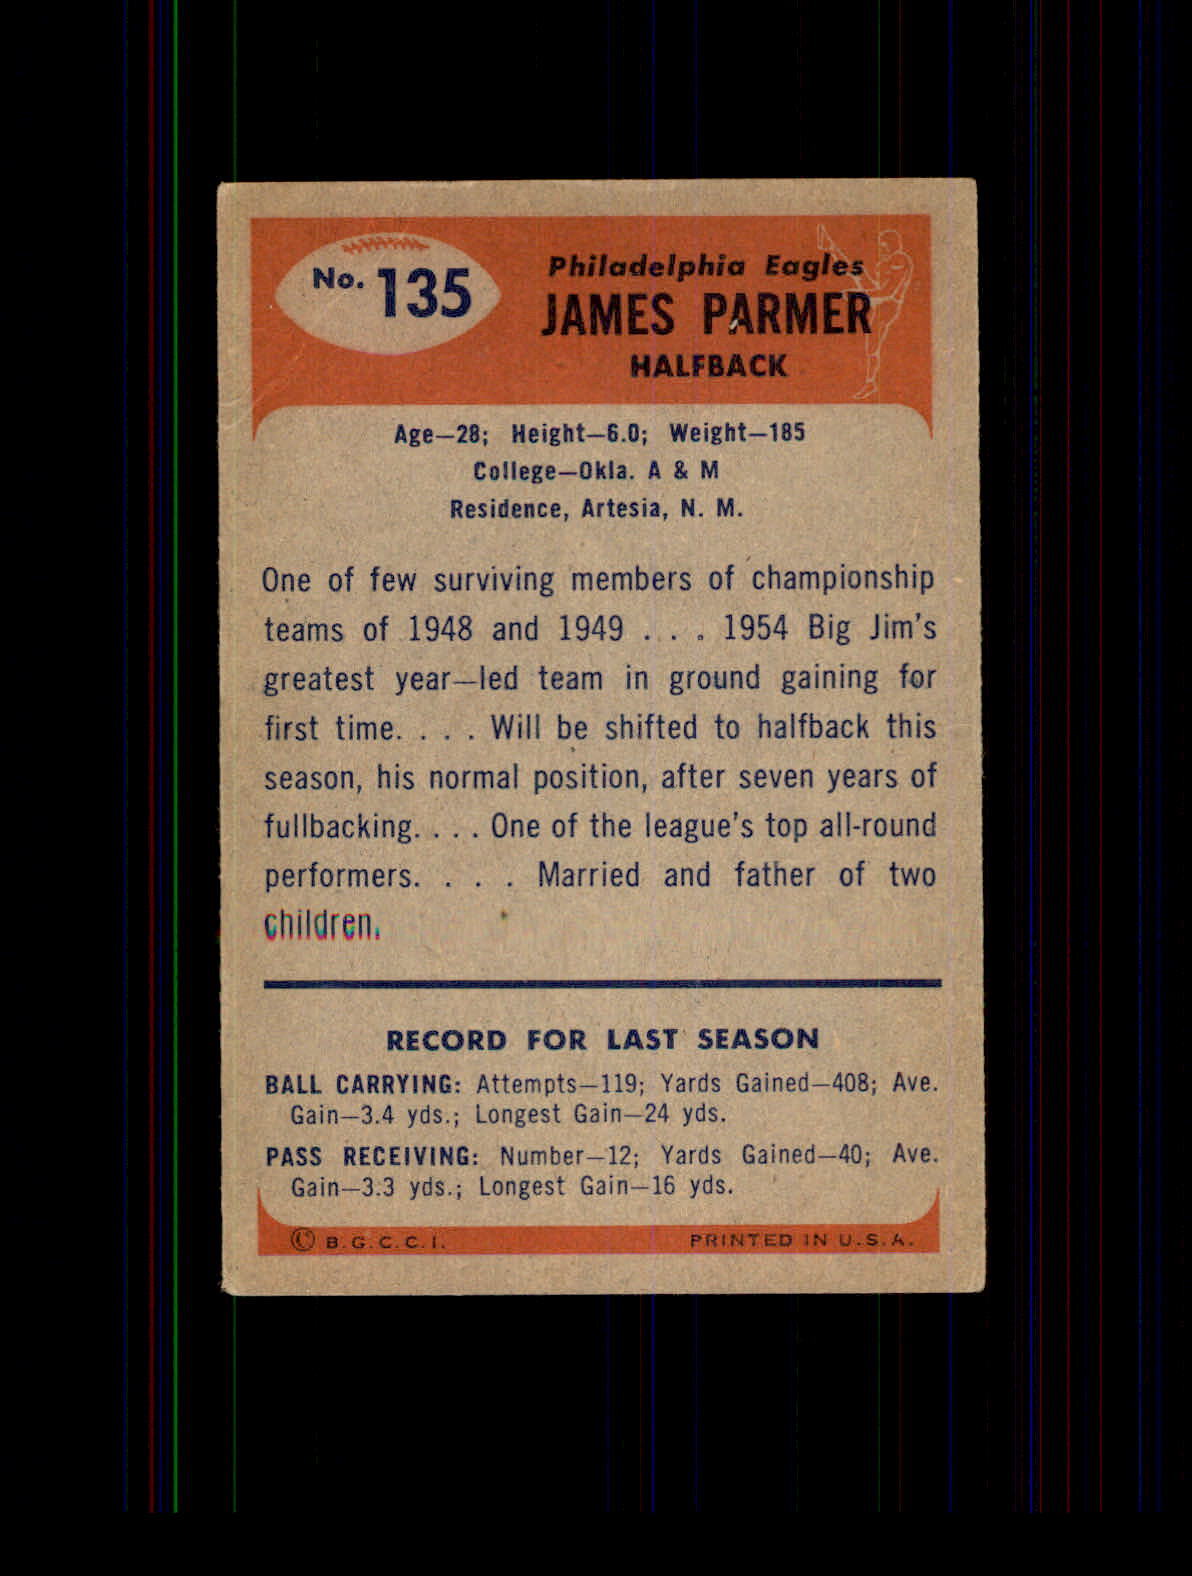 No. 135
Philadelphia Eagles
JAMES PARMER
HALFBACK
Age—28; Height—6.0; Weight—185
College—Okla. A & M
Residence, Artesia, N. M.
One of few surviving members of championship
teams of 1948 and 1949 . . . 1954 Big Jim's
greatest year—led team in ground gaining for
first time. . . . Will be shifted to halfback this
season, his normal position, after seven years of
fullbacking. . . . One of the league's top all-round
performers. . . . Married and father of two
children.
RECORD FOR LAST SEASON
BALL CARRYING: Attempts—119; Yards Gained—408; Ave.
Gain—3.4 yds.; Longest Gain—24 yds.
PASS RECEIVING: Number—12; Yards Gained—40; Ave.
Gain—3.3 yds.; Longest Gain—16 yds.
© B.G.C.C.I. PRINTED IN U.S.A.